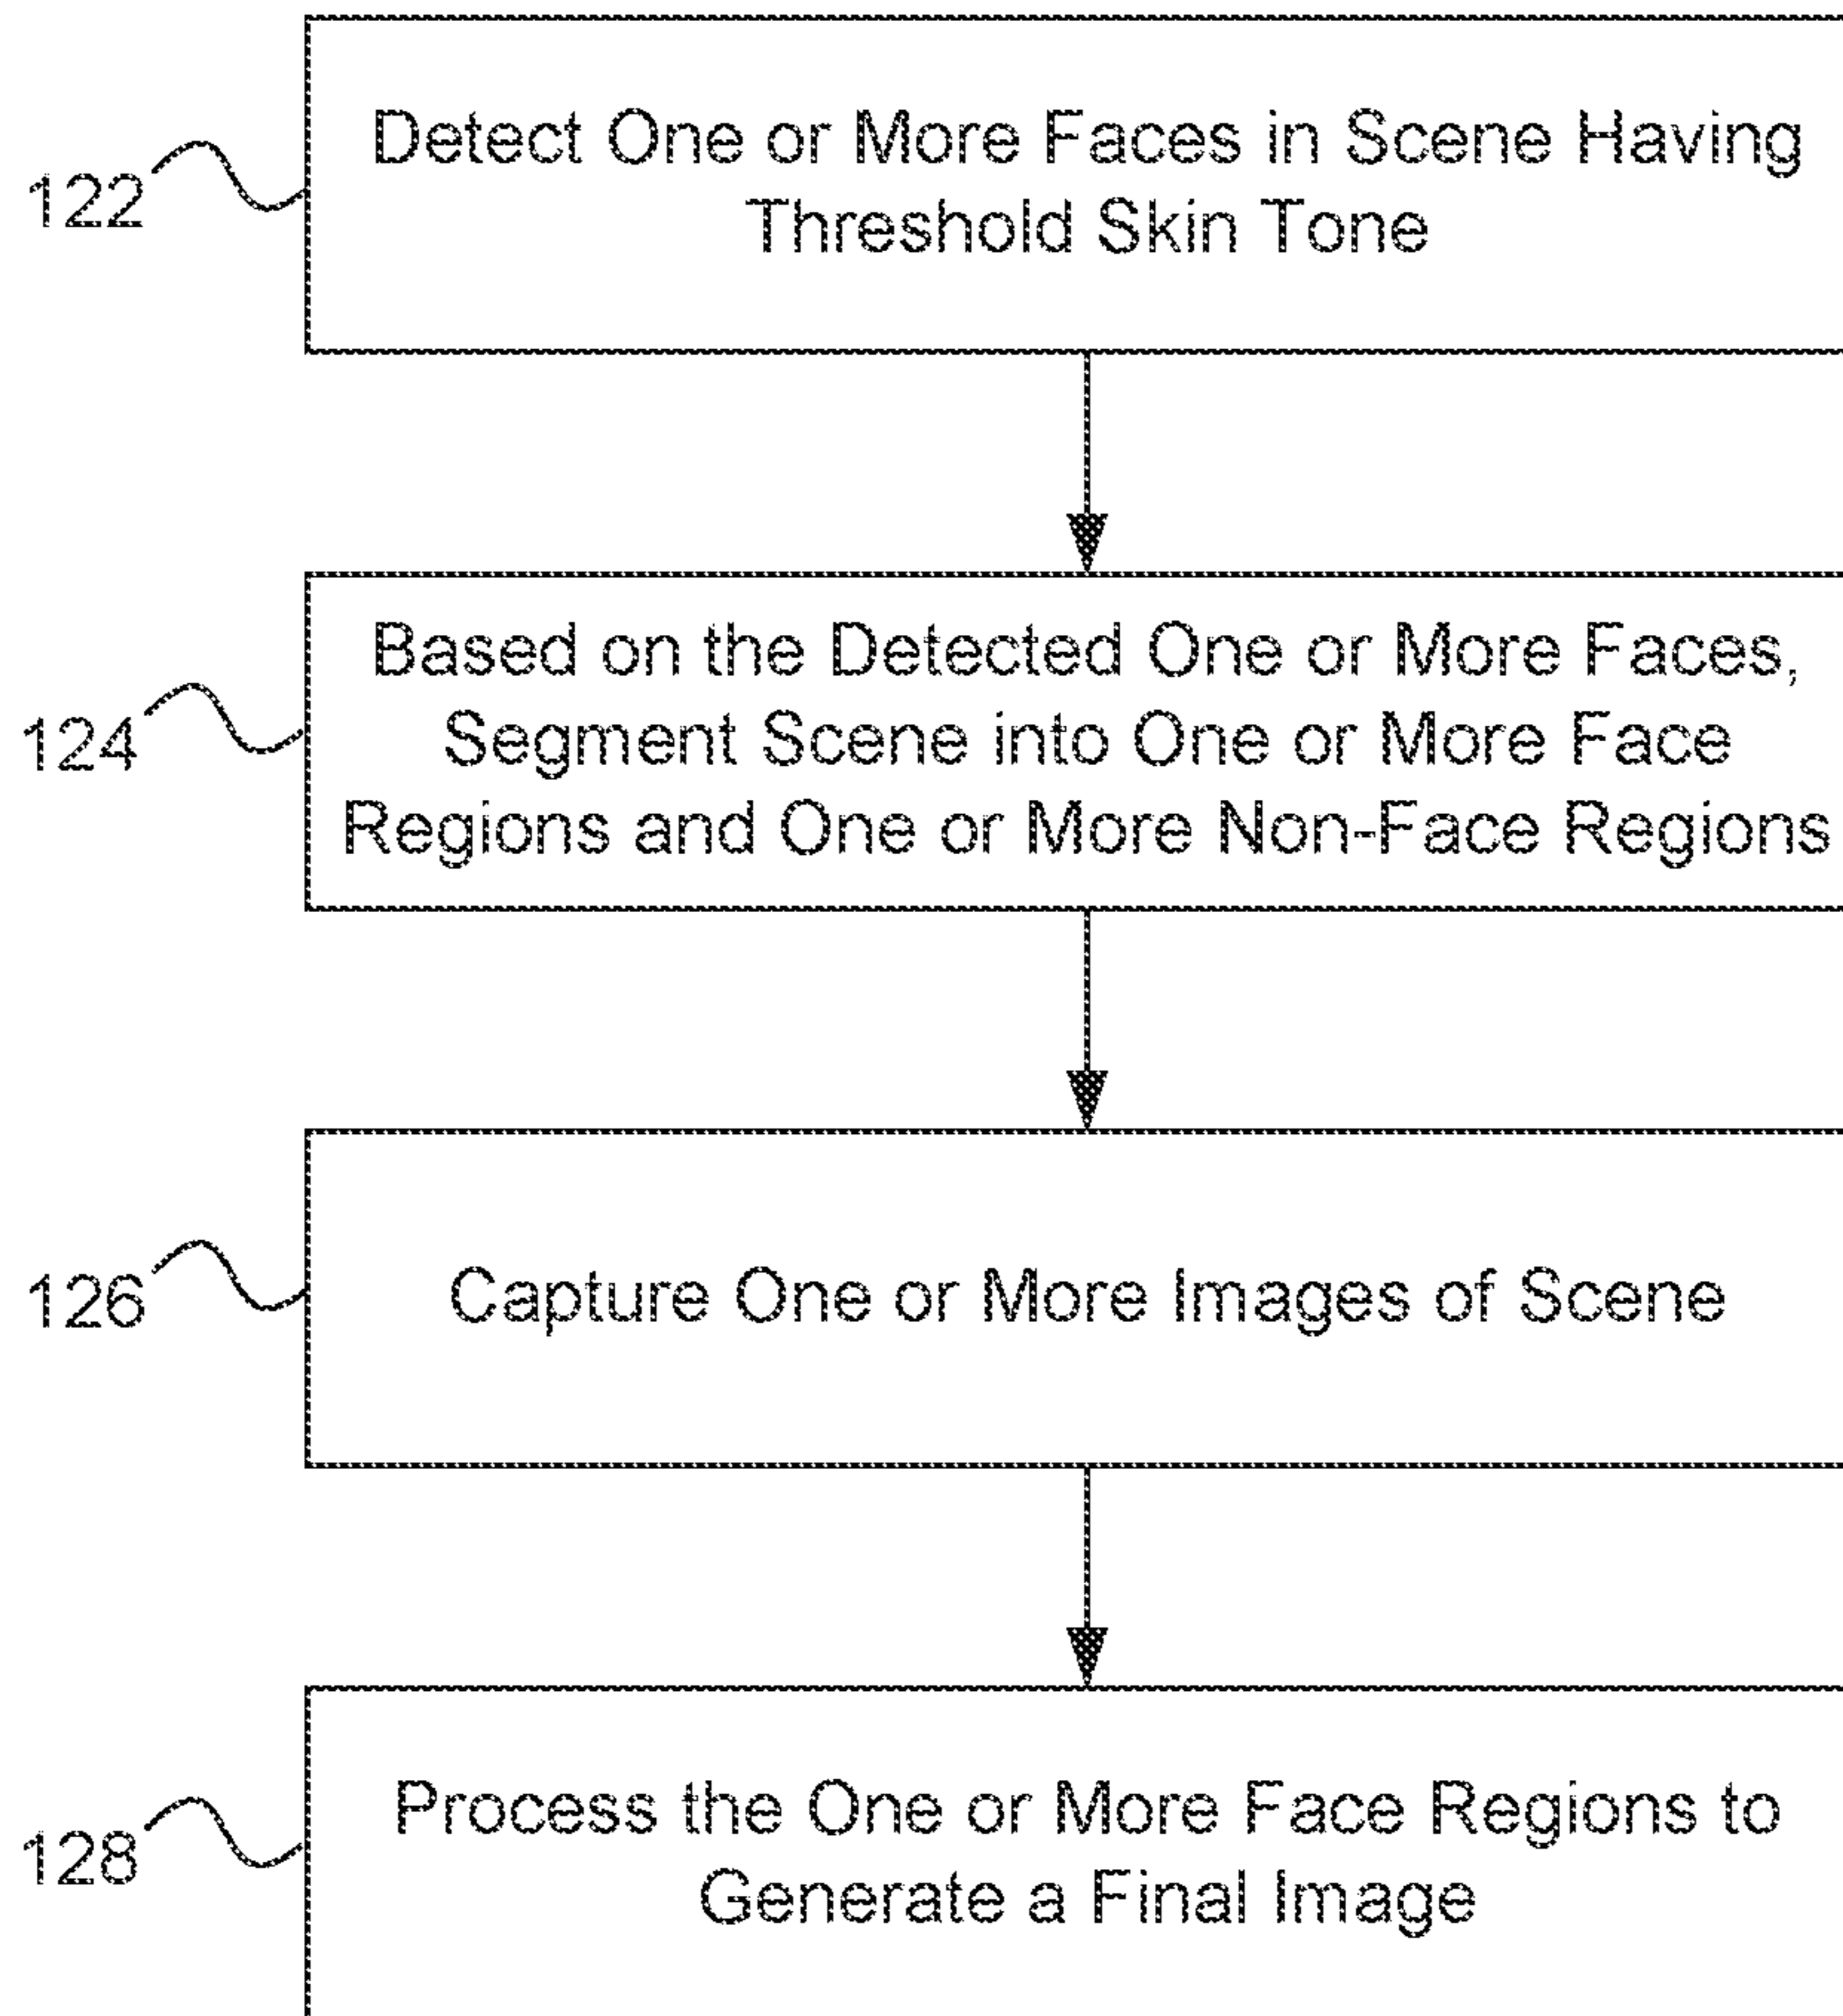 122
Detect One or More Faces in Scene Having
Threshold Skin Tone
124
Based on the Detected One or More Faces,
Segment Scene into One or More Face
Regions and One or More Non-Face Regions
126
Capture One or More Images of Scene
128
Process the One or More Face Regions to
Generate a Final Image